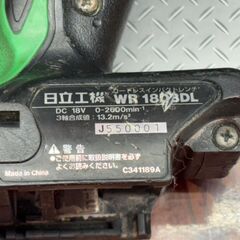 コードレスインパクトレンチ
日立工機 WR 18DBDL
DC 18V 0-2600min⁻¹
3軸合成値：13.2m/s²
J550001
警告
●ご使用前に取扱説明書を
よくお読みください。
Made in China
C341189A